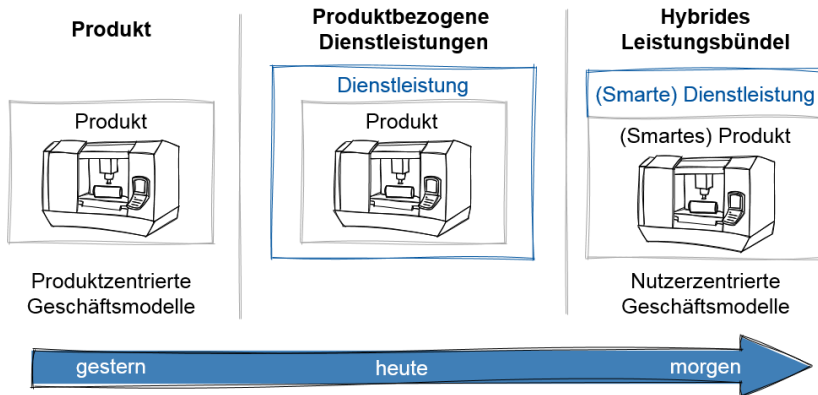 Produkt
Produkt
Produktzentrierte
Geschäftsmodelle
Produktbezogene
Dienstleistungen
Dienstleistung
Produkt
Hybrides
Leistungsbündel
(Smarte) Dienstleistung
(Smartes) Produkt
Nutzerzentrierte
Geschäftsmodelle
gestern
heute
morgen